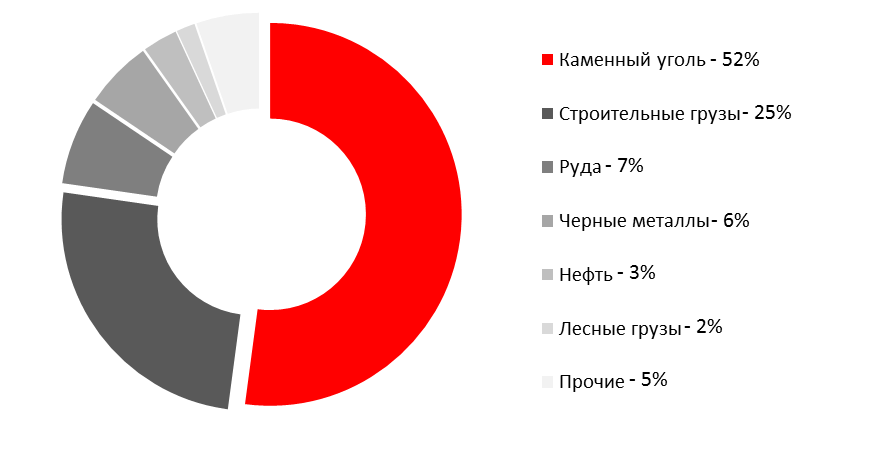 Каменный уголь - 52%
Строительные грузы - 25%
Руда - 7%
Черные металлы - 6%
Нефть - 3%
Лесные грузы - 2%
Прочие - 5%